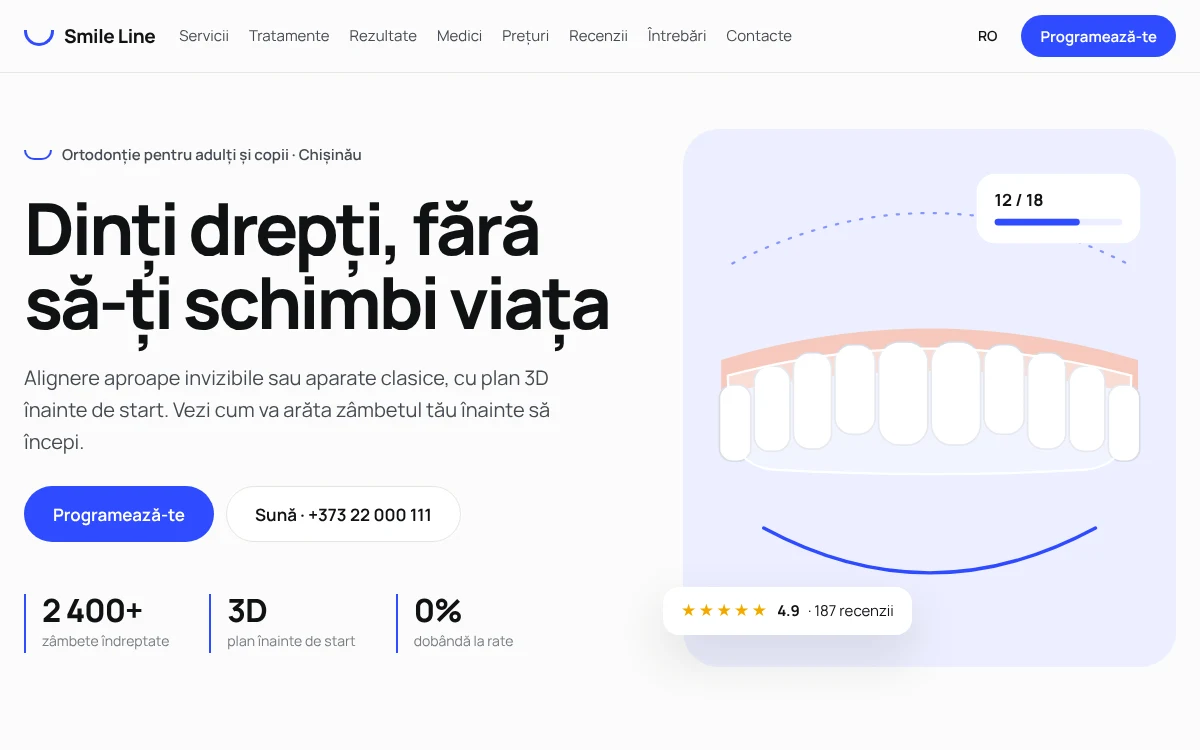 Smile Line
Servicii
Tratamente
Rezultate
Medici
Prețuri
Recenzii
Întrebări
Contacte
RO
Programează-te
Ortodonție pentru adulți și copii · Chișinău
Dinți drepți, fără
să-ți schimbi viața
Alignere aproape invizibile sau aparate clasice, cu plan 3D
înainte de start. Vezi cum va arăta zâmbetul tău înainte să
începi.
Programează-te
Sună · +373 22 000 111
2 400+
zâmbete îndreptate
3D
plan înainte de start
0%
dobândă la rate
12 / 18
★★★★★ 4.9 · 187 recenzii